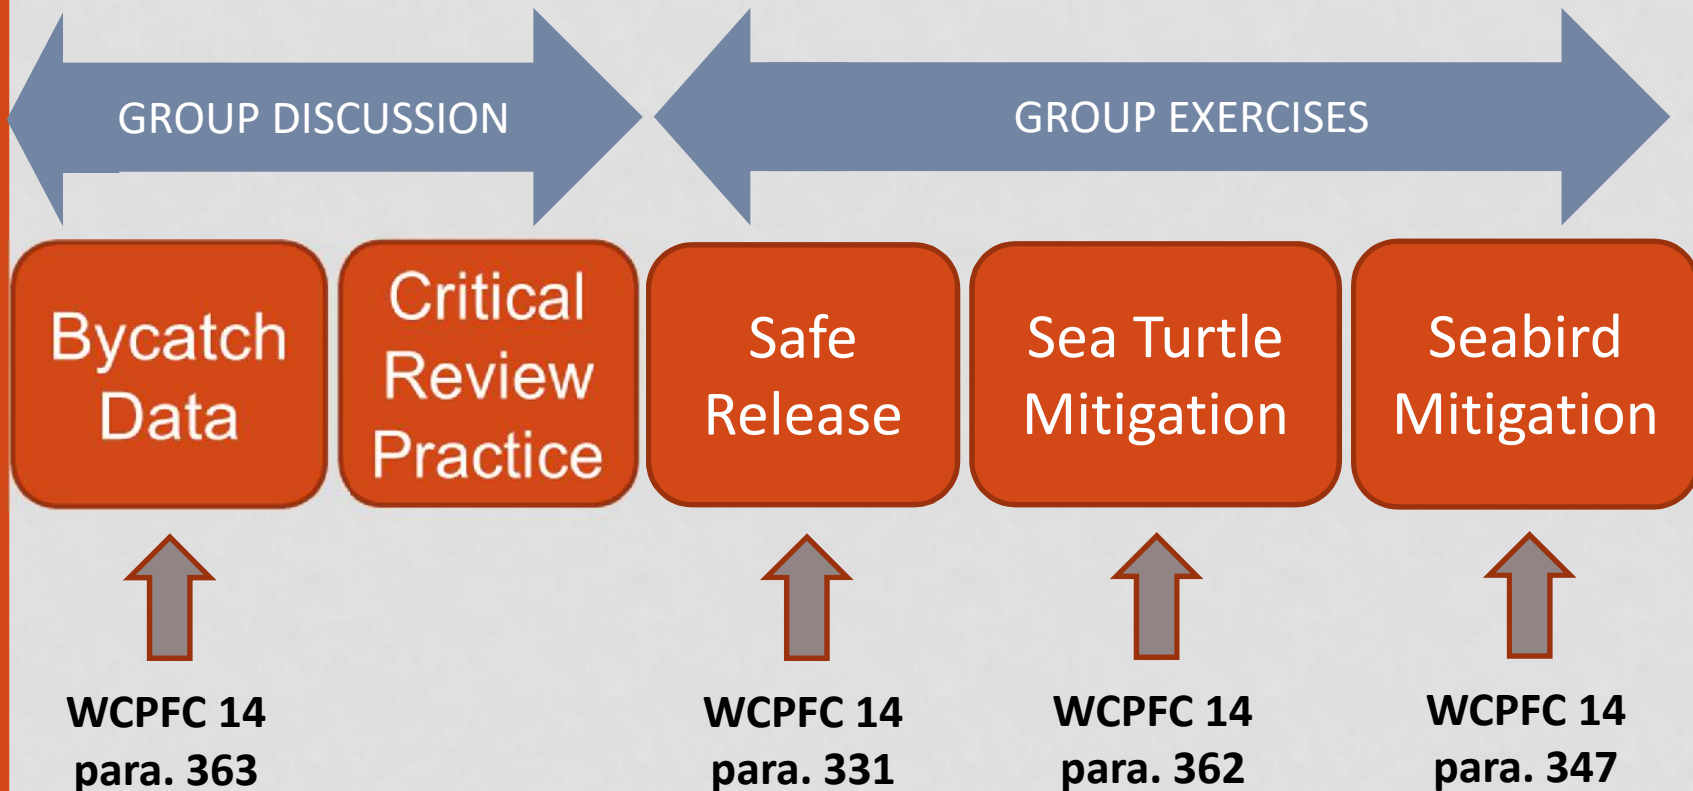 GROUP DISCUSSION
GROUP EXERCISES
Bycatch
Data
Critical
Review
Practice
Safe
Release
Sea Turtle
Mitigation
Seabird
Mitigation
WCPFC 14
para. 363
WCPFC 14
para. 331
WCPFC 14
para. 362
WCPFC 14
para. 347